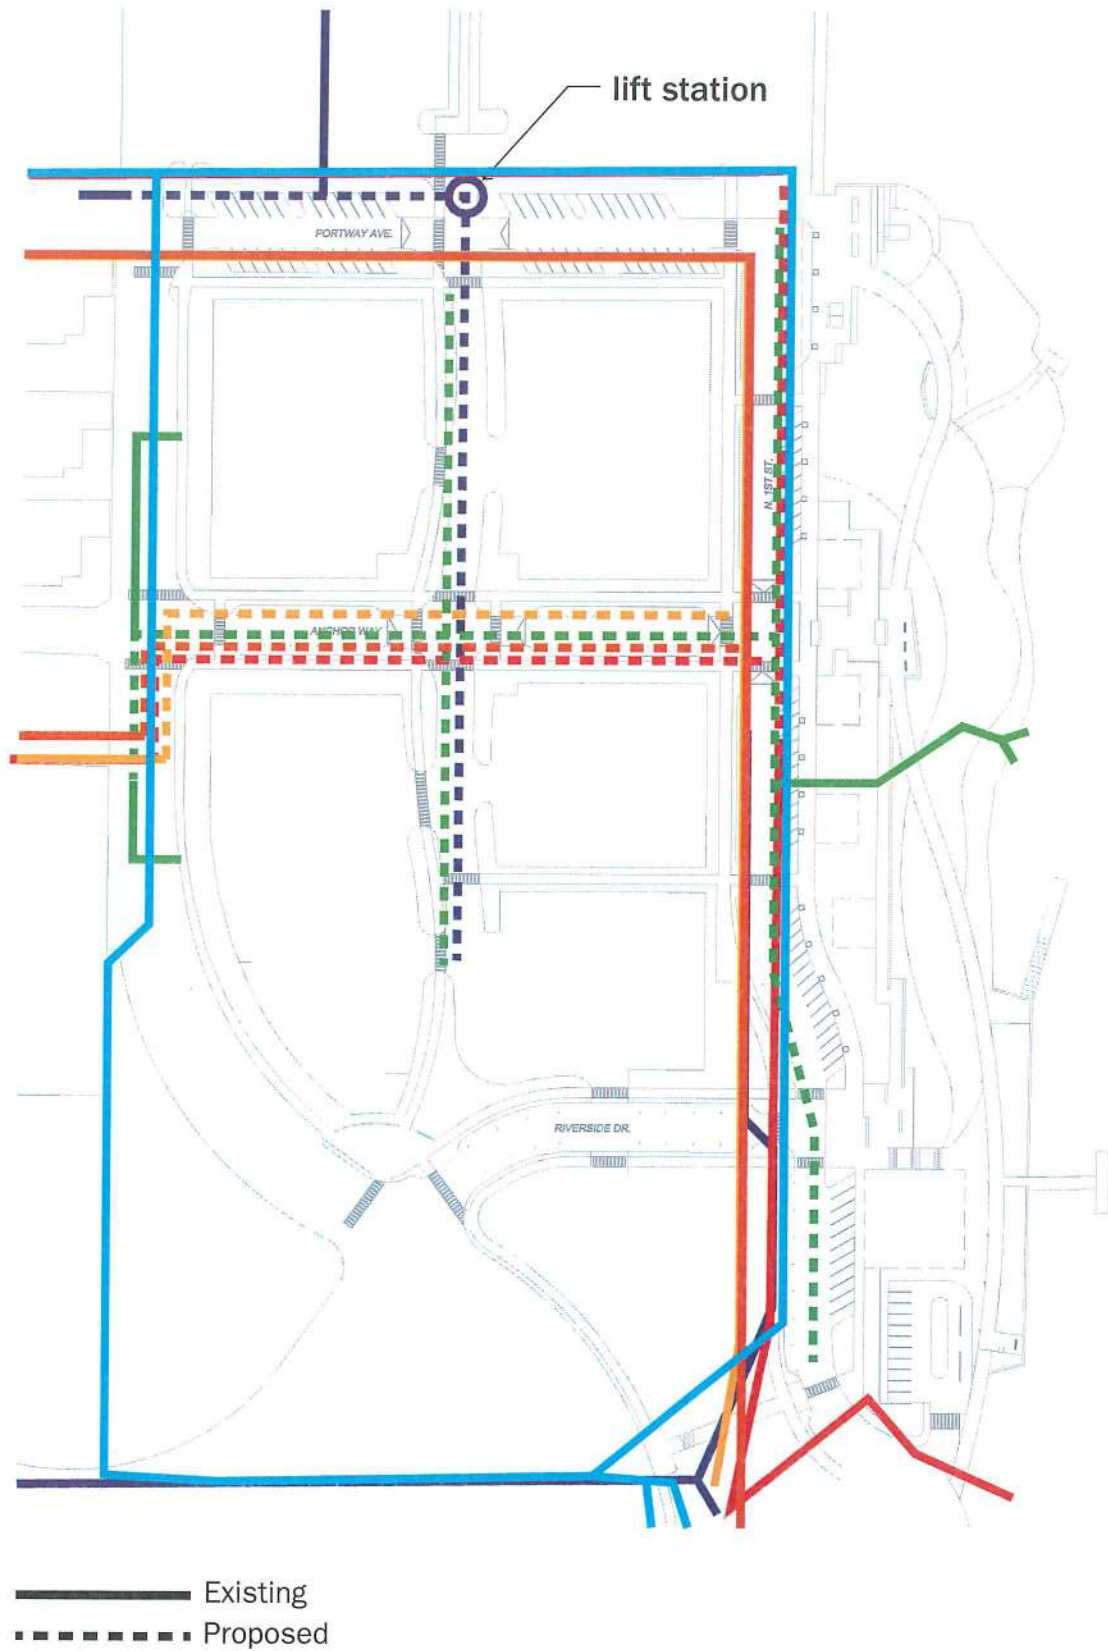 lift station
PORTWAY AVE.
N. 1ST ST.
ANCHOR WAY
RIVERSIDE DR.
Existing
Proposed